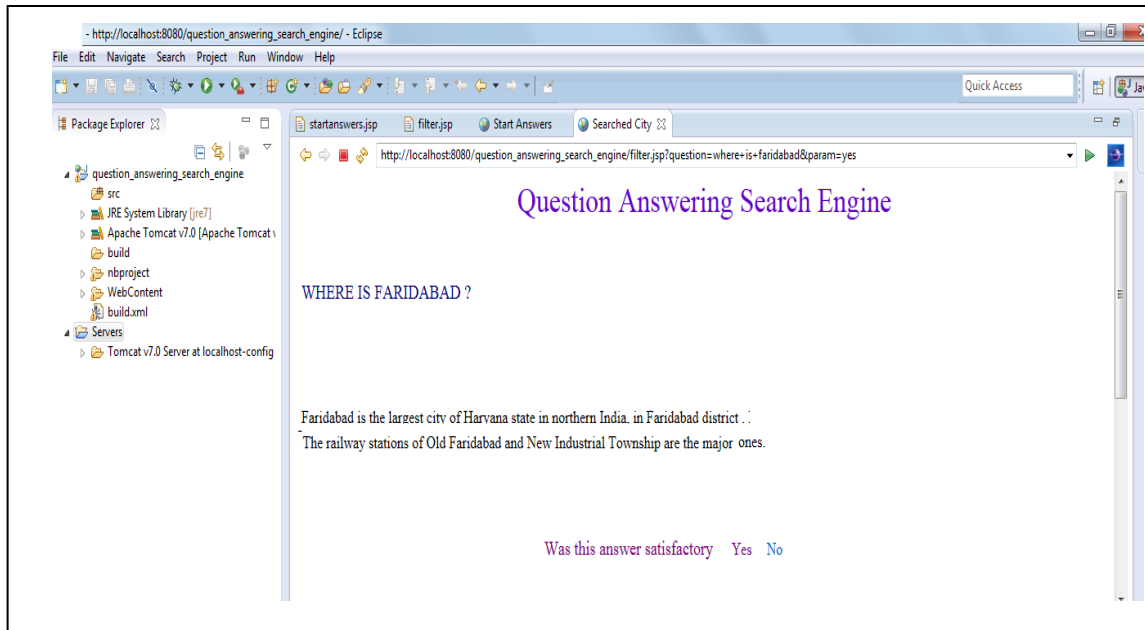 - http://localhost:8080/question_answering_search_engine/ - Eclipse
File Edit Navigate Search Project Run Window Help
Quick Access
Package Explorer
startanswers.jsp filter.jsp Start Answers Searched City
http://localhost:8080/question_answering_search_engine/filter.jsp?question=where+is+faridabad&param=yes
question_answering_search_engine
src
JRE System Library [jre7]
Apache Tomcat v7.0 [Apache Tomcat v
build
nbproject
WebContent
build.xml
Servers
Tomcat v7.0 Server at localhost-config
Question Answering Search Engine
WHERE IS FARIDABAD ?
Faridabad is the largest city of Haryana state in northern India, in Faridabad district . .
The railway stations of Old Faridabad and New Industrial Township are the major ones.
Was this answer satisfactory Yes No